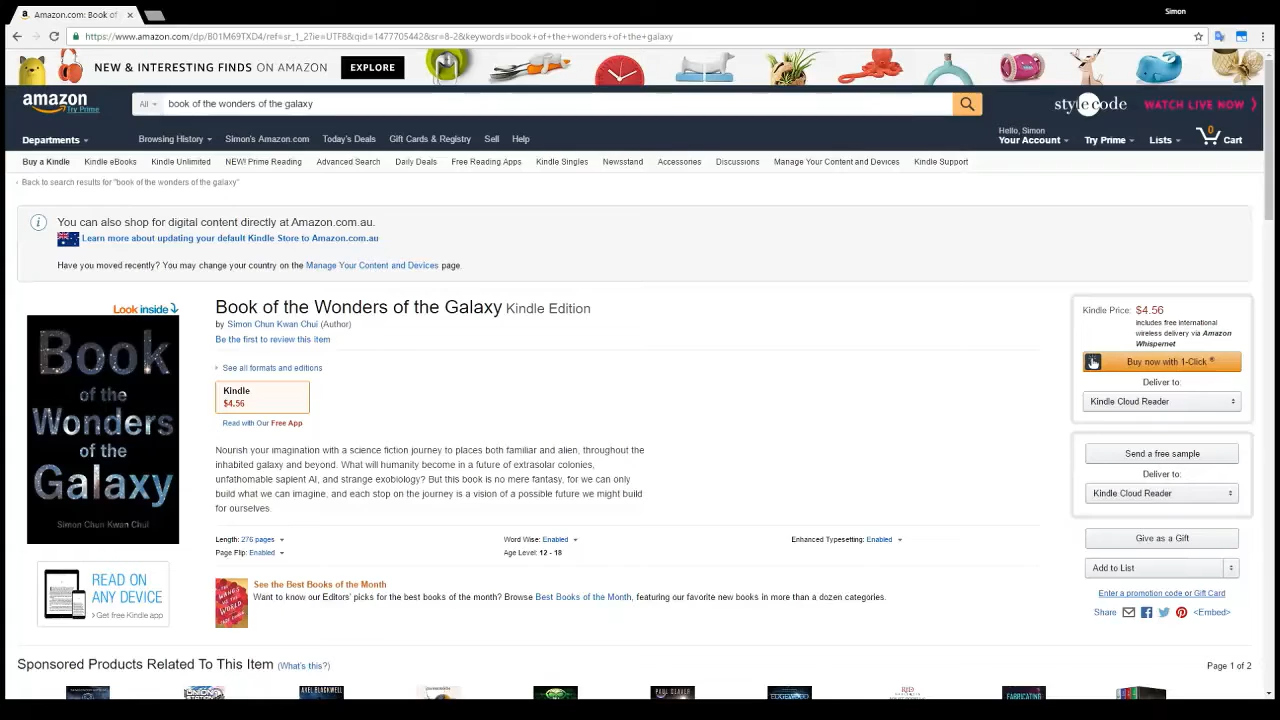 Amazon.com: Book of
Simon
https://www.amazon.com/dp/B01M69TXD4/ref=sr_1_2?ie=UTF8&qid=1477705442&sr=8-2&keywords=book+of+the+wonders+of+the+galaxy
NEW & INTERESTING FINDS ON AMAZON EXPLORE
amazon
Try Prime
All book of the wonders of the galaxy
style code WATCH LIVE NOW
Departments Browsing History Simon's Amazon.com Today's Deals Gift Cards & Registry Sell Help
Hello, Simon
Your Account Try Prime Lists 0 Cart
Buy a Kindle Kindle eBooks Kindle Unlimited NEW! Prime Reading Advanced Search Daily Deals Free Reading Apps Kindle Singles Newsstand Accessories Discussions Manage Your Content and Devices Kindle Support
‹ Back to search results for "book of the wonders of the galaxy"
You can also shop for digital content directly at Amazon.com.au.
Learn more about updating your default Kindle Store to Amazon.com.au
Have you moved recently? You may change your country on the Manage Your Content and Devices page.
Look inside
Book
of the
Wonders
of the
Galaxy
Simon Chun Kwan Chui
READ ON
ANY DEVICE
› Get free Kindle app
Book of the Wonders of the Galaxy Kindle Edition
by Simon Chun Kwan Chui (Author)
Be the first to review this item
› See all formats and editions
Kindle
$4.56
Read with Our Free App
Nourish your imagination with a science fiction journey to places both familiar and alien, throughout the
inhabited galaxy and beyond. What will humanity become in a future of extrasolar colonies,
unfathomable sapient AI, and strange exobiology? But this book is no mere fantasy, for we can only
build what we can imagine, and each stop on the journey is a vision of a possible future we might build
for ourselves.
Length: 276 pages Word Wise: Enabled Enhanced Typesetting: Enabled
Page Flip: Enabled Age Level: 12 - 18
See the Best Books of the Month
Want to know our Editors' picks for the best books of the month? Browse Best Books of the Month, featuring our favorite new books in more than a dozen categories.
Kindle Price: $4.56
includes free international
wireless delivery via Amazon
Whispernet
Buy now with 1-Click ®
Deliver to:
Kindle Cloud Reader
Send a free sample
Deliver to:
Kindle Cloud Reader
Give as a Gift
Add to List
Enter a promotion code or Gift Card
Share <Embed>
Sponsored Products Related To This Item (What's this?) Page 1 of 2
AXEL BLACKWELL
FABRICATING